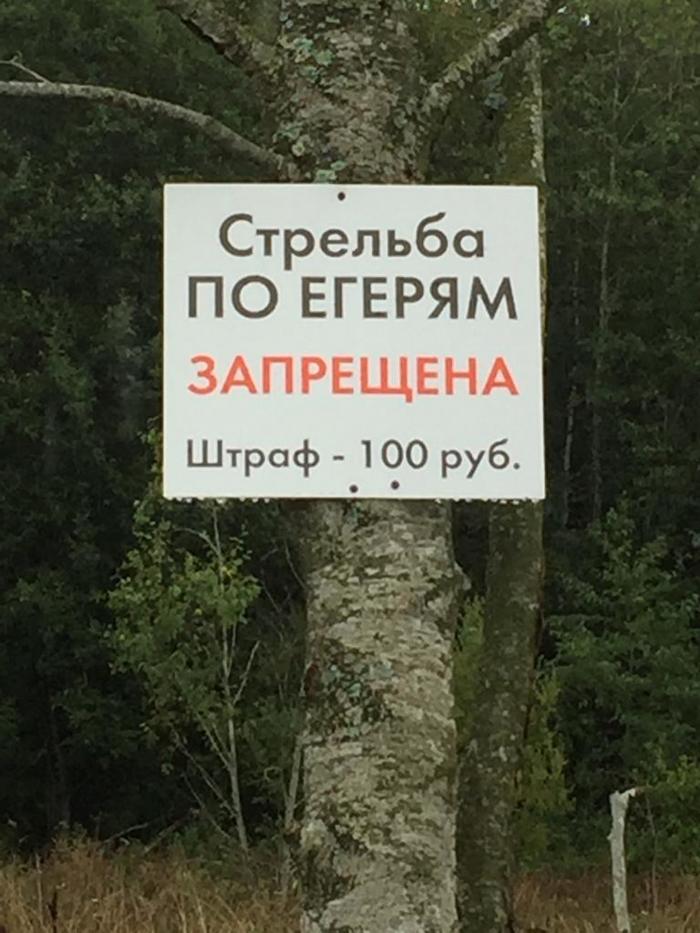 Стрельба
ПО ЕГЕРЯМ
ЗАПРЕЩЕНА
Штраф - 100 руб.